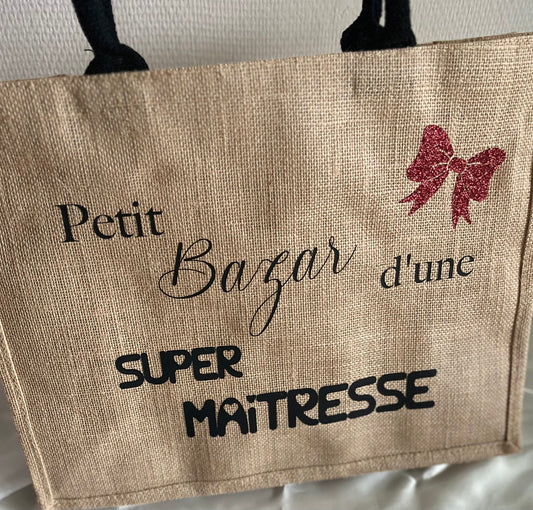 Petit
Bazar d'une
SUPER
MAiTRESSE